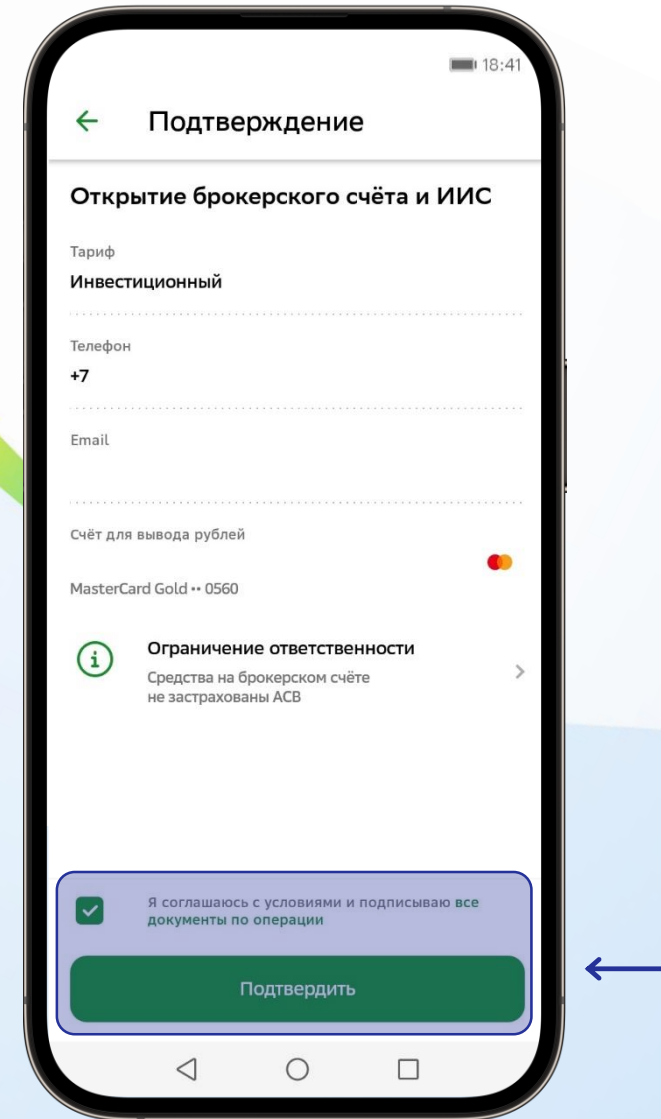 18:41
Подтверждение
Открытие брокерского счёта и ИИС
Тариф
Инвестиционный
Телефон
+7
Email
Счёт для вывода рублей
MasterCard Gold •• 0560
Ограничение ответственности
Средства на брокерском счёте
не застрахованы АСВ
Я соглашаюсь с условиями и подписываю все
документы по операции
Подтвердить